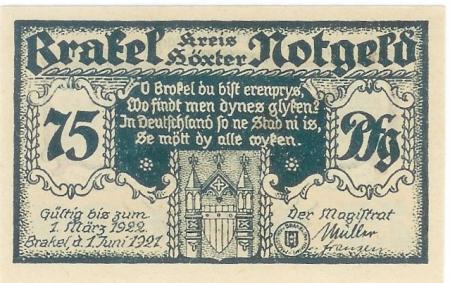 Brakel Kreis Höxter Notgeld
O Brakel du bist erenprys,
Wo findt men dynes glyken?
In Deutschland so ne Stad ni is,
Se mött dy alle wyken.
75 Pfg
Gültig bis zum
1. März 1922
Brakel, d. 1. Juni 1921
Der Magistrat
Müller